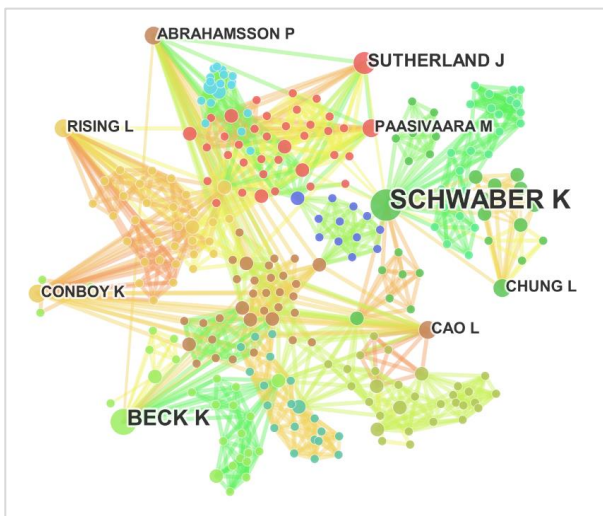 ABRAHAMSSON P
SUTHERLAND J
RISING L
PAASIVAARA M
SCHWABER K
CHUNG L
CONBOY K
CAO L
BECK K